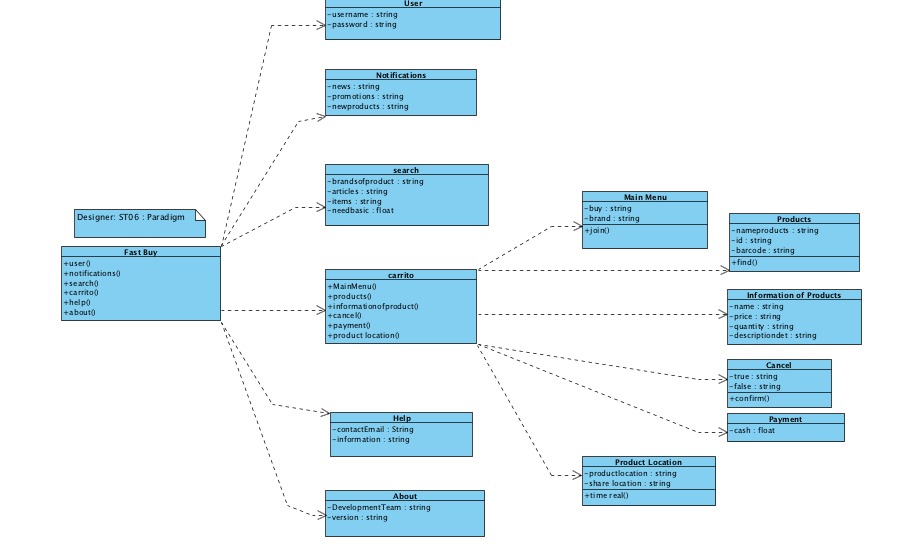 User
-username : string
-password : string
Notifications
-news : string
-promotions : string
-newproducts : string
search
-brandsofproduct : string
-articles : string
-items : string
-needbasic : float
Designer: ST06 : Paradigm
Fast Buy
+user()
+notifications()
+search()
+carrito()
+help()
+about()
carrito
+MainMenu()
+products()
+informationofproduct()
+cancel()
+payment()
+product location()
Main Menu
-buy : string
-brand : string
+join()
Products
-nameproducts : string
-id : string
-barcode : string
+find()
Information of Products
-name : string
-price : string
-quantity : string
-descriptiondet : string
Cancel
-true : string
-false : string
+confirm()
Payment
-cash : float
Help
-contactEmail : String
-information : string
Product Location
-productlocation : string
-share location : string
+time real()
About
-DevelopmentTeam : string
-version : string